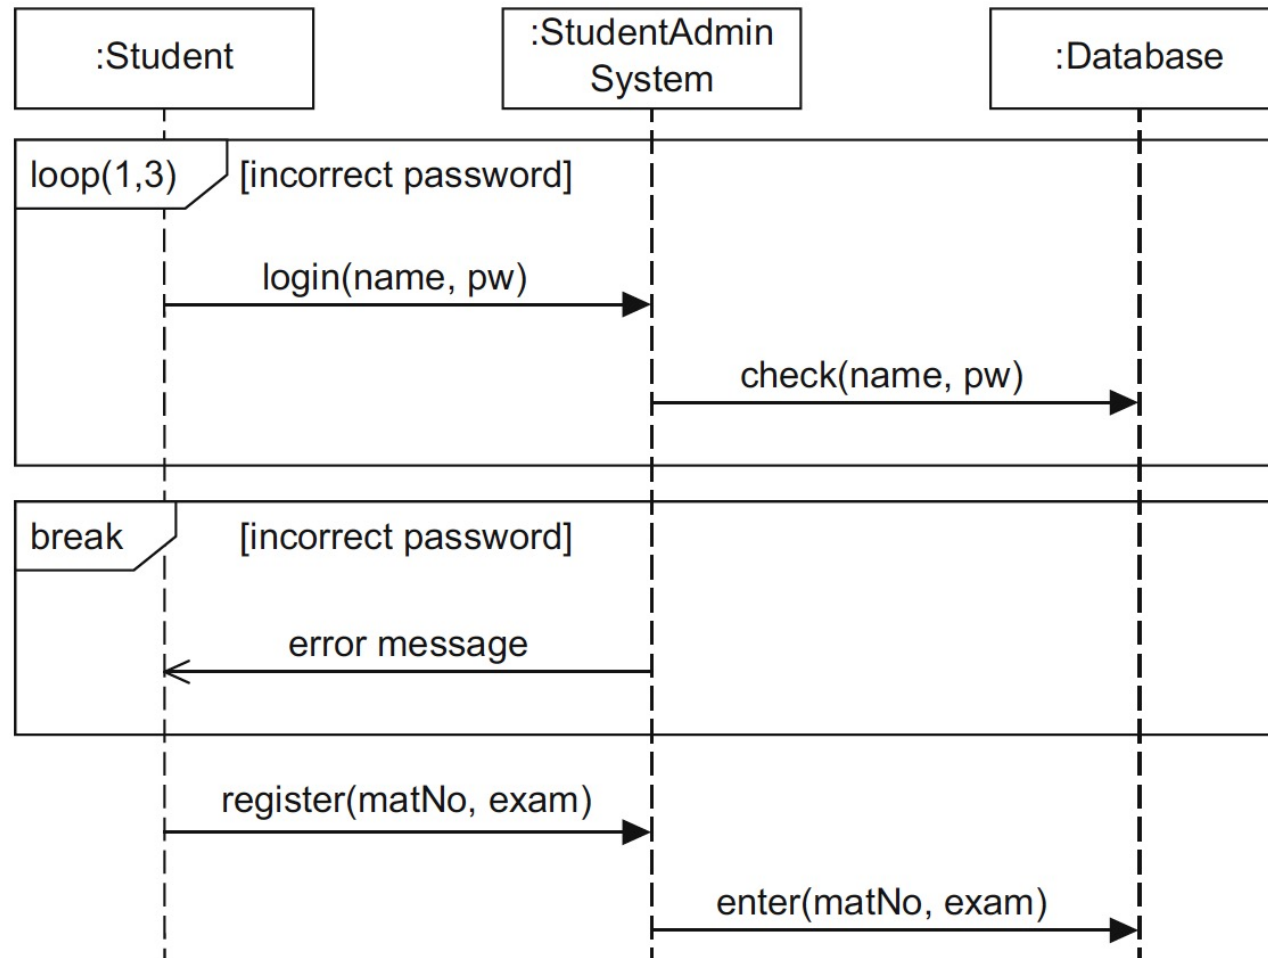 :Student
:StudentAdmin
System
:Database
loop(1,3)
[incorrect password]
login(name, pw)
check(name, pw)
break
[incorrect password]
error message
register(matNo, exam)
enter(matNo, exam)